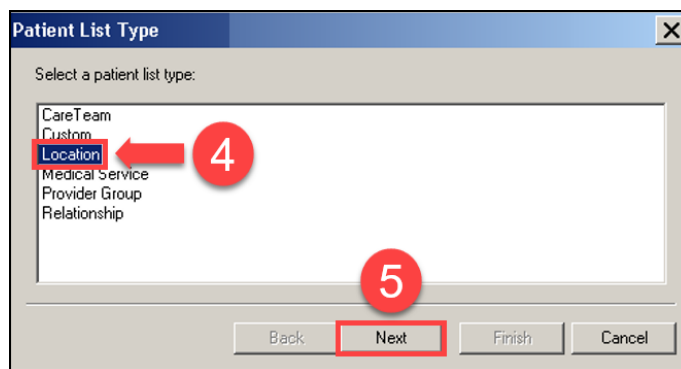 Patient List Type
Select a patient list type:
CareTeam
Custom
Location
4
Medical Service
Provider Group
Relationship
5
Back
Next
Finish
Cancel